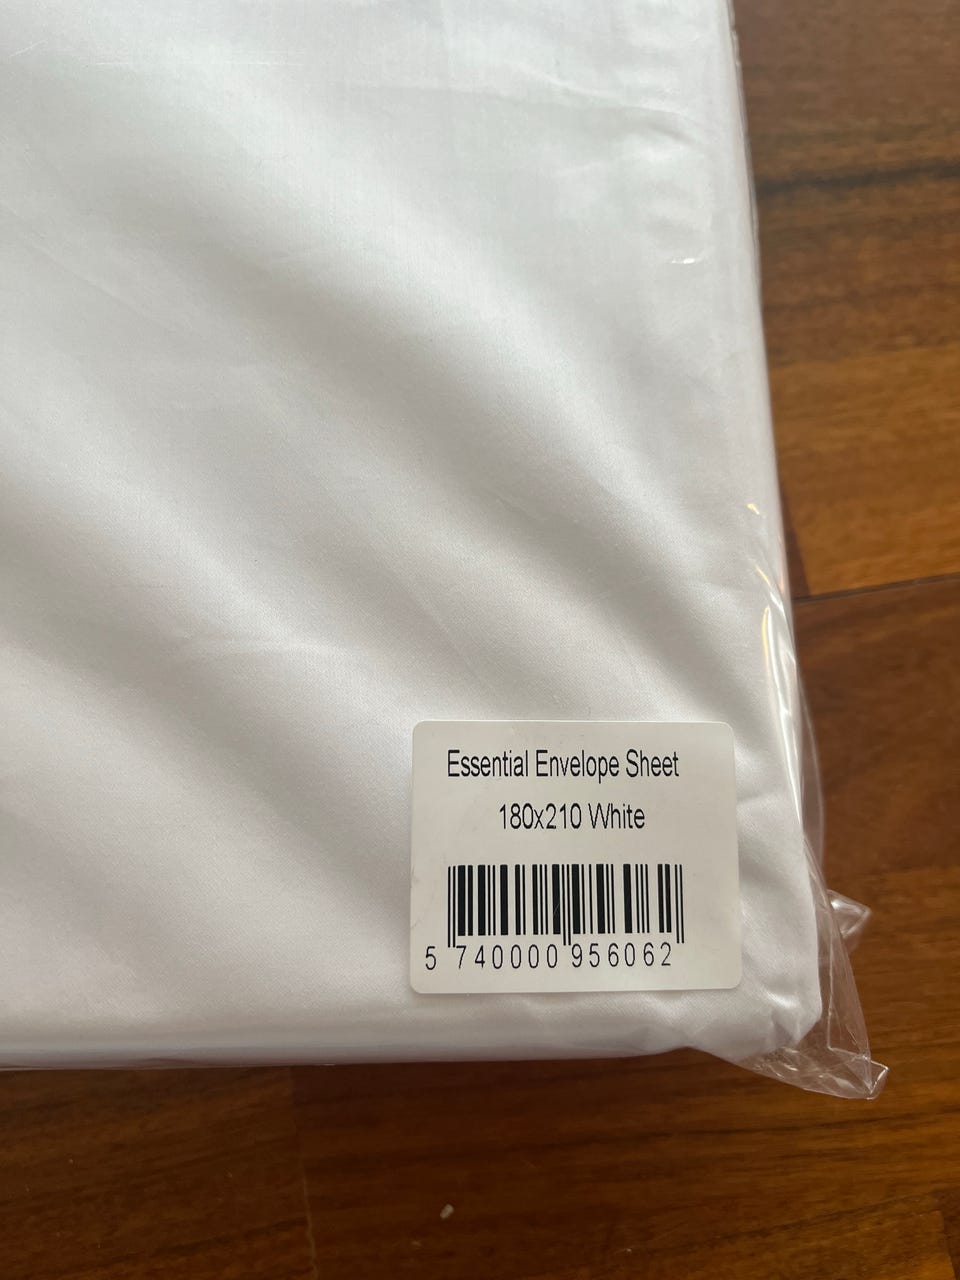 Essential Envelope Sheet
180x210 White
5 740000 956062